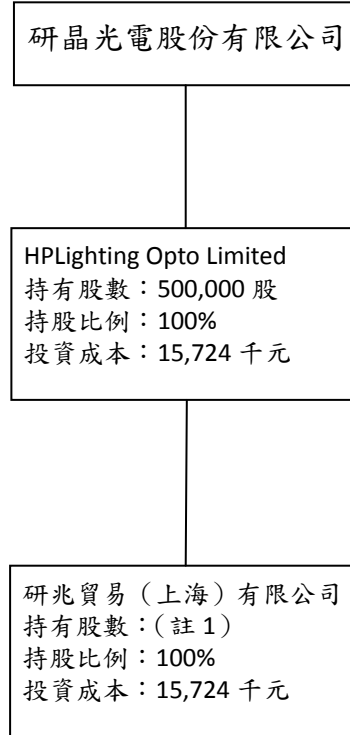 研晶光電股份有限公司
HPLighting Opto Limited
持有股數：500,000 股
持股比例：100%
投資成本：15,724 千元
研兆貿易（上海）有限公司
持有股數：（註 1）
持股比例：100%
投資成本：15,724 千元